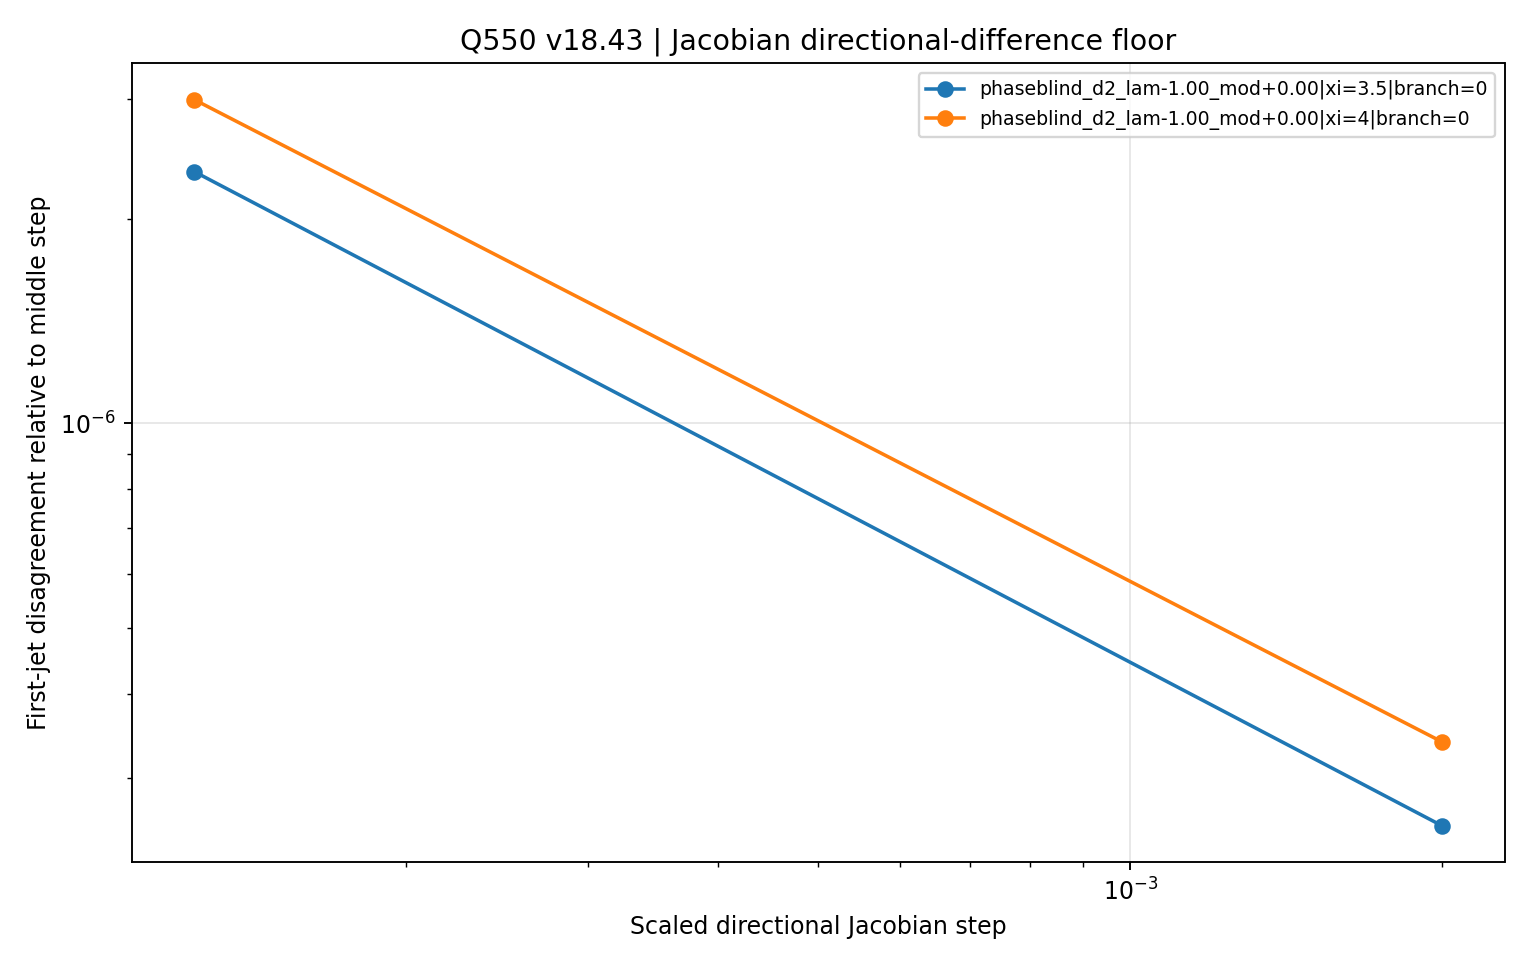 Q550 v18.43 | Jacobian directional-difference floor
phaseblind_d2_lam-1.00_mod+0.00|xi=3.5|branch=0
phaseblind_d2_lam-1.00_mod+0.00|xi=4|branch=0
First-jet disagreement relative to middle step
10⁻⁶
10⁻³
Scaled directional Jacobian step